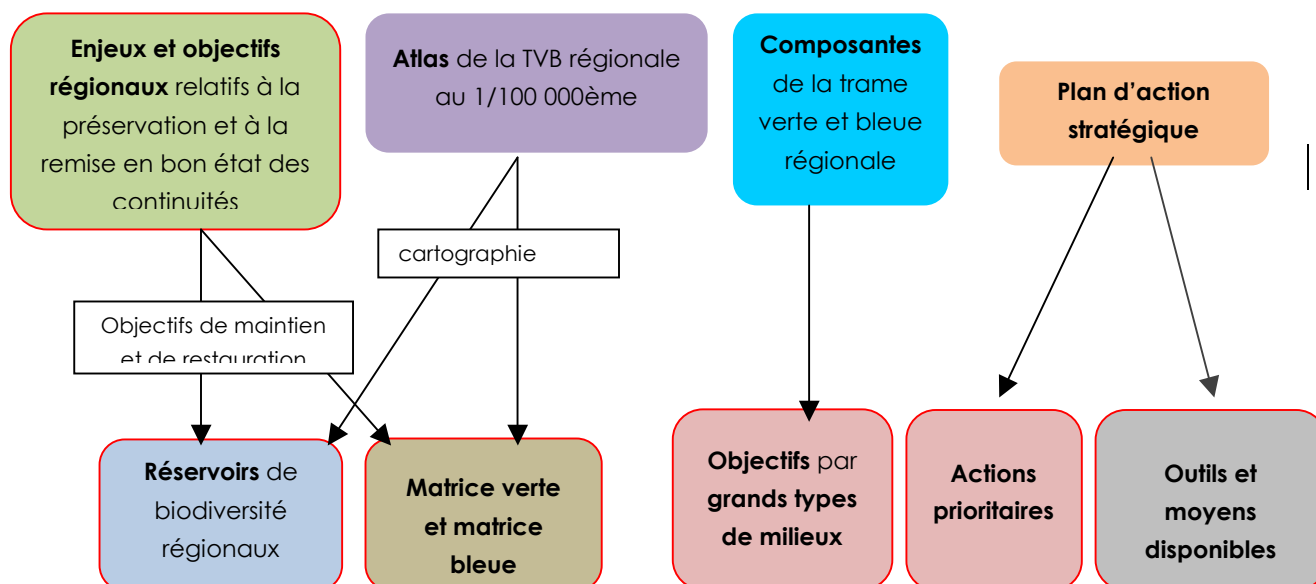 Enjeux et objectifs
régionaux relatifs à la
préservation et à la
remise en bon état des
continuités
Atlas de la TVB régionale
au 1/100 000ème
Composantes
de la trame
verte et bleue
régionale
Plan d'action
stratégique
cartographie
Objectifs de maintien
et de restauration
Réservoirs de
biodiversité
régionaux
Matrice verte
et matrice
bleue
Objectifs par
grands types
de milieux
Actions
prioritaires
Outils et
moyens
disponibles